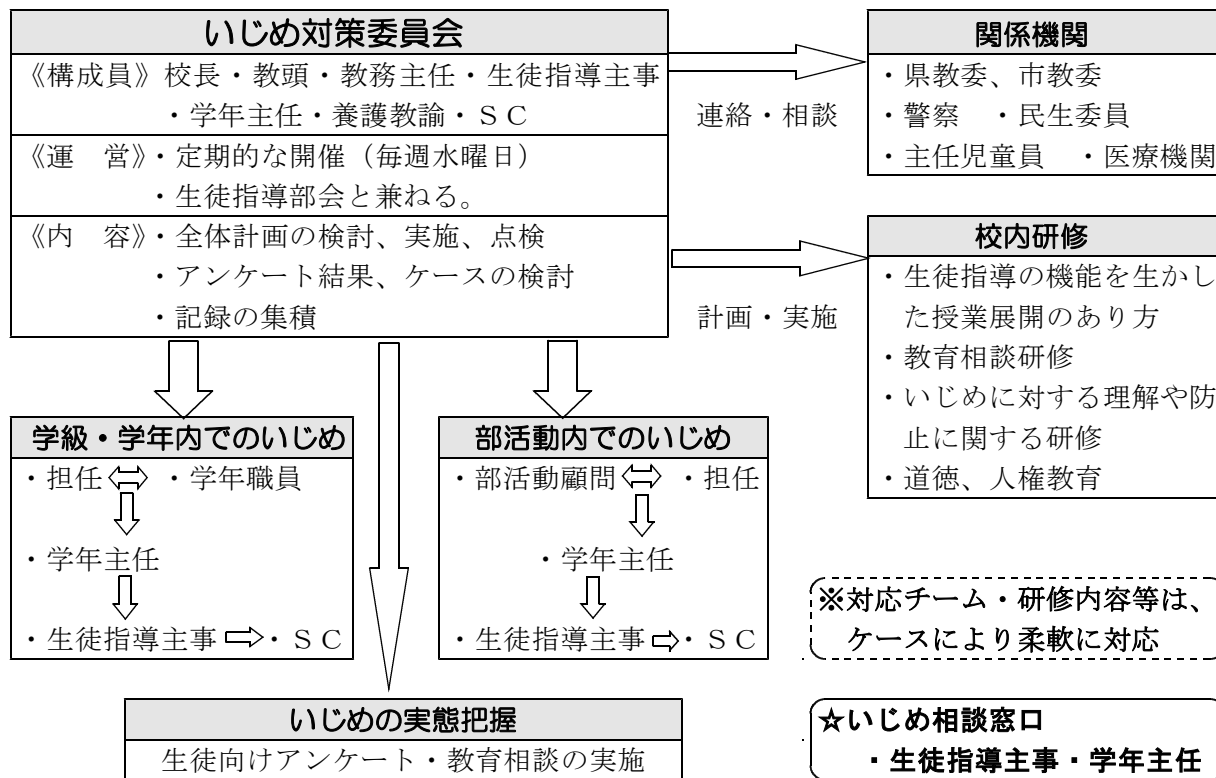 いじめ対策委員会
《構成員》校長・教頭・教務主任・生徒指導主事
・学年主任・養護教諭・ＳＣ
《運　営》・定期的な開催（毎週水曜日）
・生徒指導部会と兼ねる。
《内　容》・全体計画の検討、実施、点検
・アンケート結果、ケースの検討
・記録の集積
連絡・相談
計画・実施
関係機関
・県教委、市教委
・警察　・民生委員
・主任児童員　・医療機関
校内研修
・生徒指導の機能を生かし
た授業展開のあり方
・教育相談研修
・いじめに対する理解や防
止に関する研修
・道徳、人権教育
学級・学年内でのいじめ
・担任⇔・学年職員
・学年主任
・生徒指導主事⇨・ＳＣ
部活動内でのいじめ
・部活動顧問⇔・担任
・学年主任
・生徒指導主事⇨・ＳＣ
※対応チーム・研修内容等は、
ケースにより柔軟に対応
いじめの実態把握
生徒向けアンケート・教育相談の実施
☆いじめ相談窓口
・生徒指導主事・学年主任